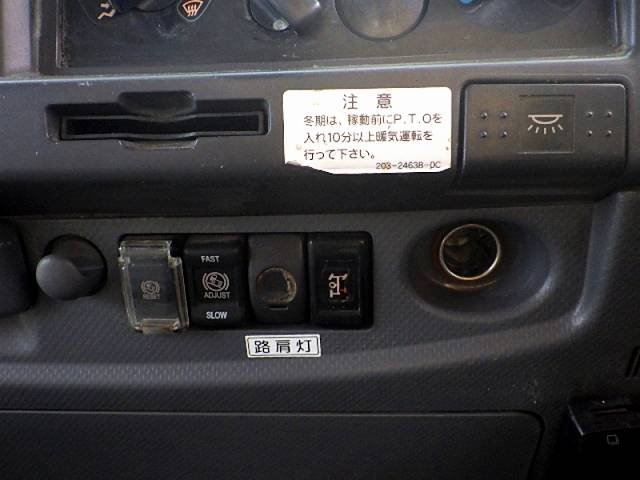 注意
冬期は、稼動前にP.T.Oを
入れ10分以上暖気運転を
行って下さい。
203-24638-DC
RESET
FAST
ADJUST
SLOW
路肩灯